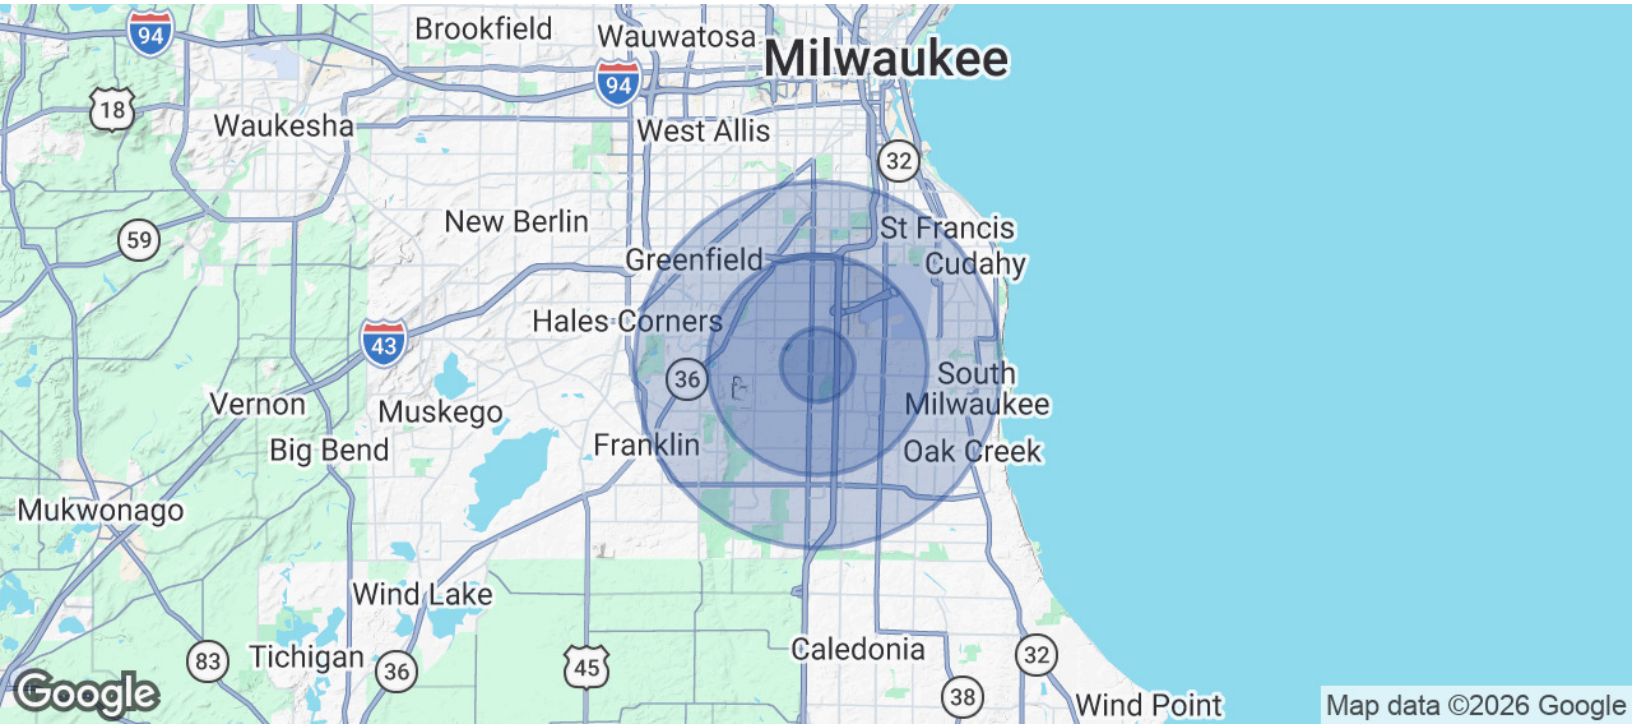 Brookfield
94
Wauwatosa
Milwaukee
94
18
Waukesha
West Allis
32
New Berlin
St Francis
59
Greenfield
Cudahy
Hales Corners
43
36
South
Milwaukee
Vernon
Muskego
Franklin
Oak Creek
Big Bend
Mukwonago
Wind Lake
Caledonia
83
Tichigan
36
45
32
38
Wind Point
Google
Map data ©2026 Google